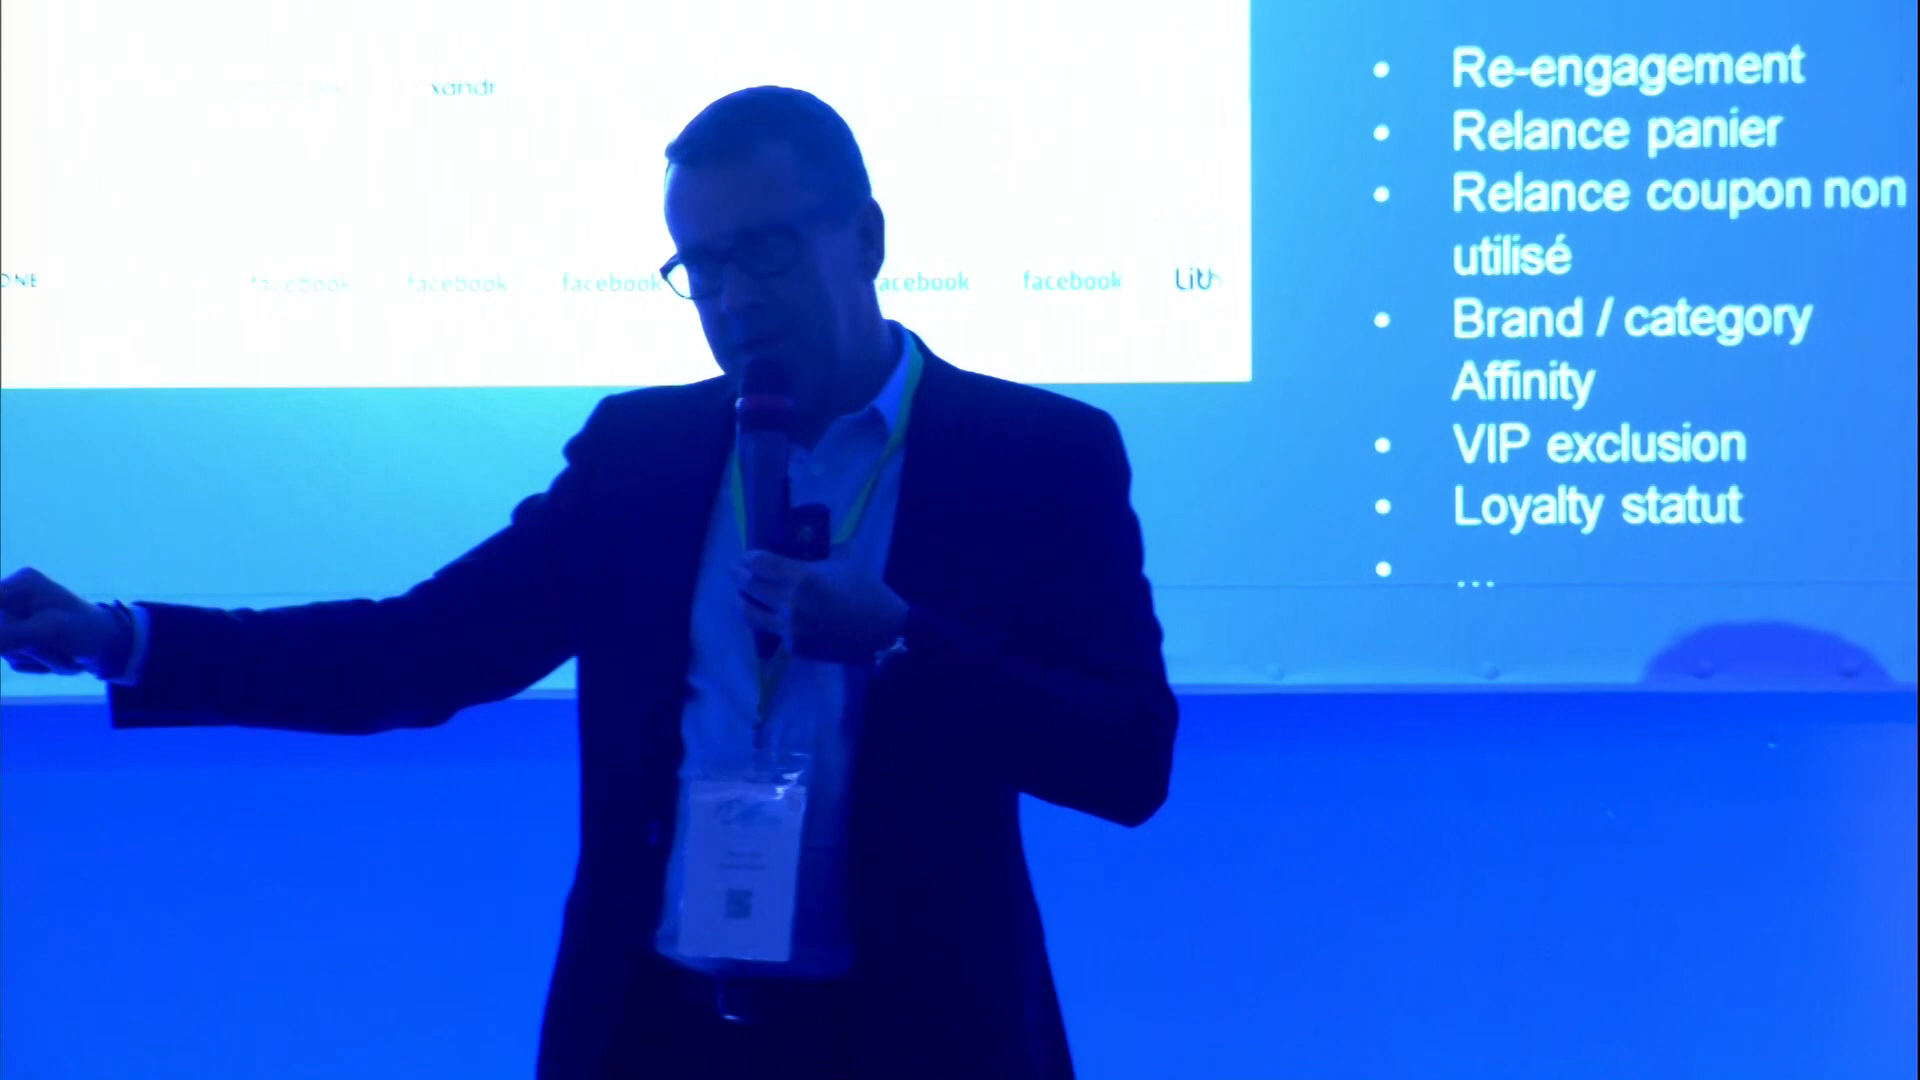 xandr
facebook facebook facebook facebook
Re-engagement
Relance panier
Relance coupon non
utilisé
Brand / category
Affinity
VIP exclusion
Loyalty statut
...